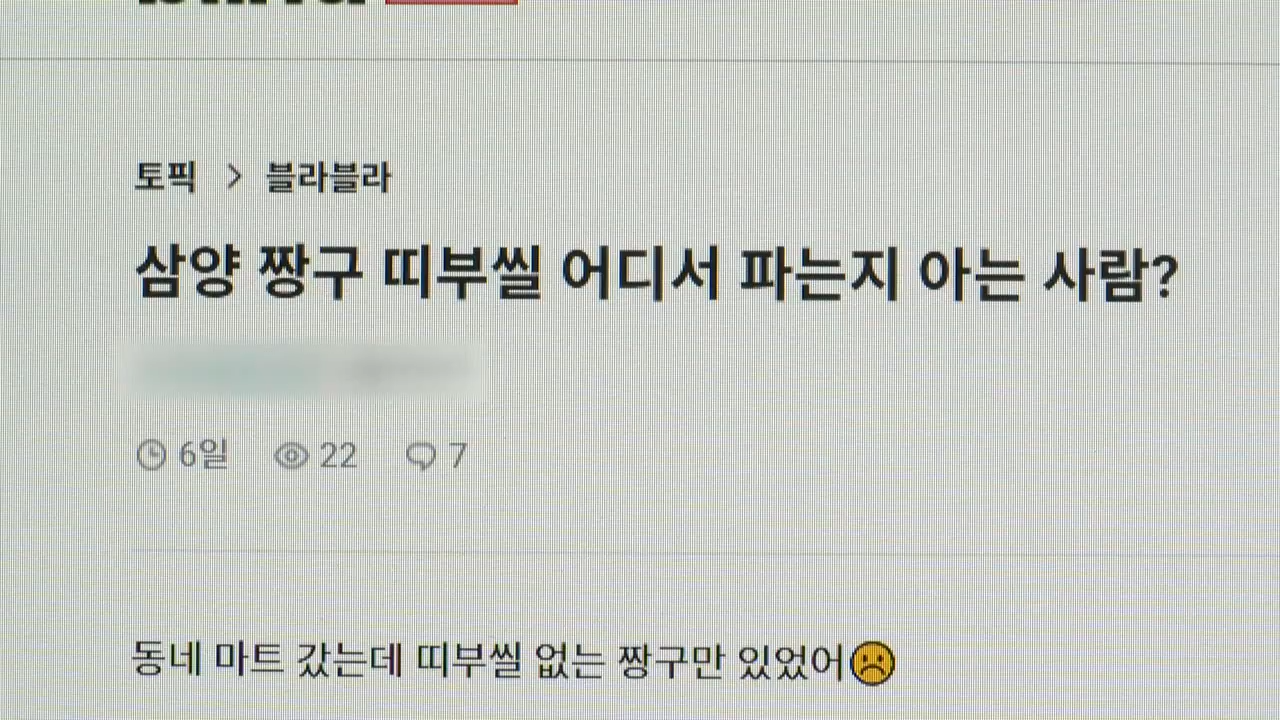 토픽 > 블라블라
삼양 짱구 띠부씰 어디서 파는지 아는 사람?
6일 22 7
동네 마트 갔는데 띠부씰 없는 짱구만 있었어☹️